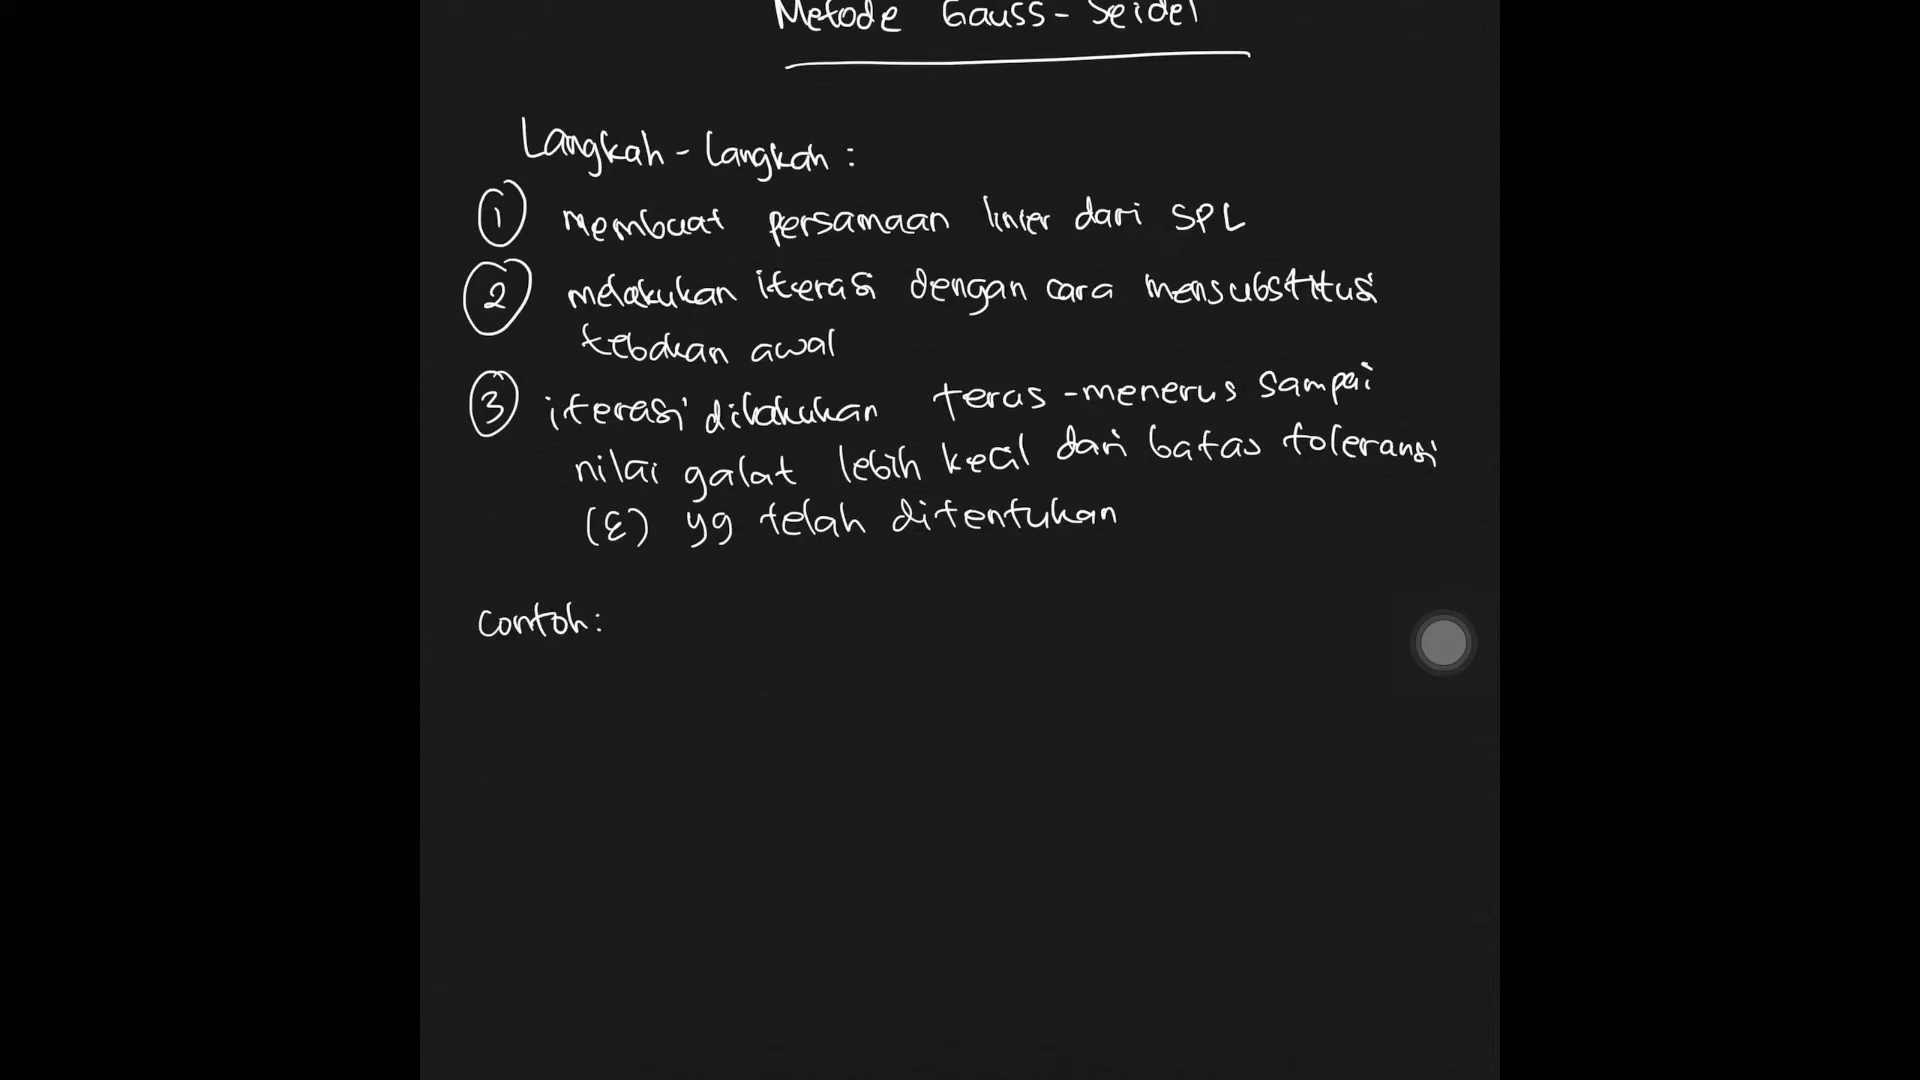 Metode Gauss-Seidel
Langkah-Langkah:
① membuat persamaan linier dari SPL
② melakukan iterasi dengan cara mensubstitusi
tebakan awal
③ iterasi dilakukan terus-menerus sampai
nilai galat lebih kecil dari batas toleransi
(ε) yg telah ditentukan
Contoh: